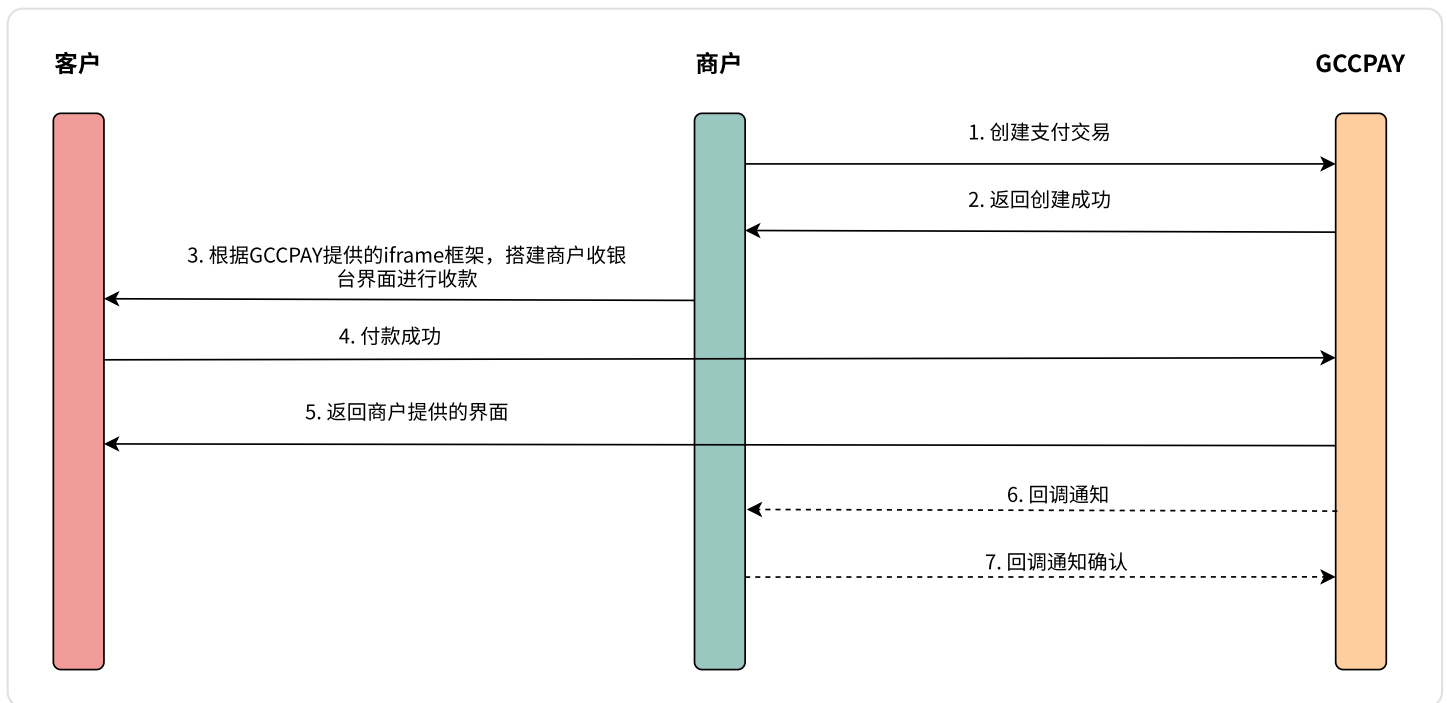 客户
商户
GCCPAY
1. 创建支付交易
2. 返回创建成功
3. 根据GCCPAY提供的iframe框架，搭建商户收银
台界面进行收款
4. 付款成功
5. 返回商户提供的界面
6. 回调通知
7. 回调通知确认